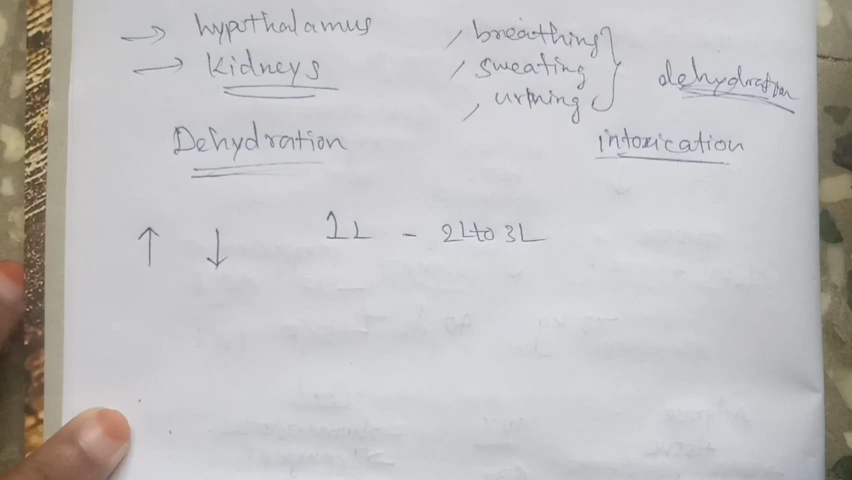 → hypothalamus
→ Kidneys
Dehydration
, breathing
, sweating
, urining
} dehydration
intoxication
↑ ↓ 1L - 2L to 3L